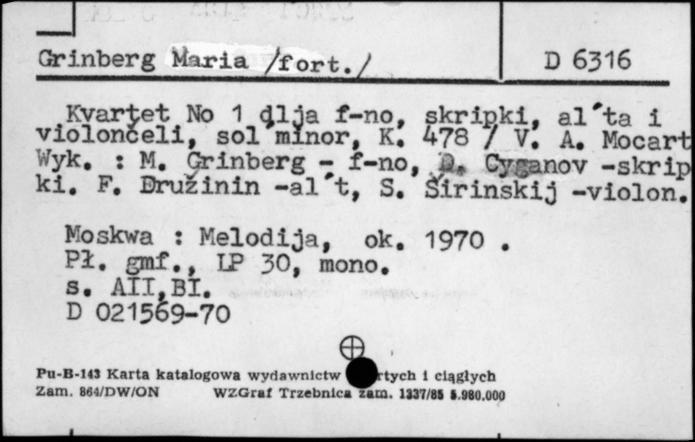 Grinberg Maria /fort./ D 6316
Kvartet No 1 dlja f-no, skripki, al´ta i
violončeli, sol´minor, K. 478 / V. A. Mocart
Wyk. : M. Grinberg - f-no, D. Cyganov -skrip
ki. F. Družinin -al´t, S. Širinskij -violon.
Moskwa : Melodija, ok. 1970 .
Pł. gmf., LP 30, mono.
s. AII,BI.
D 021569-70
Pu-B-143 Karta katalogowa wydawnictw rtych i ciągłych
Zam. 864/DW/ON WZGraf Trzebnica zam. 1337/85 5.980.000